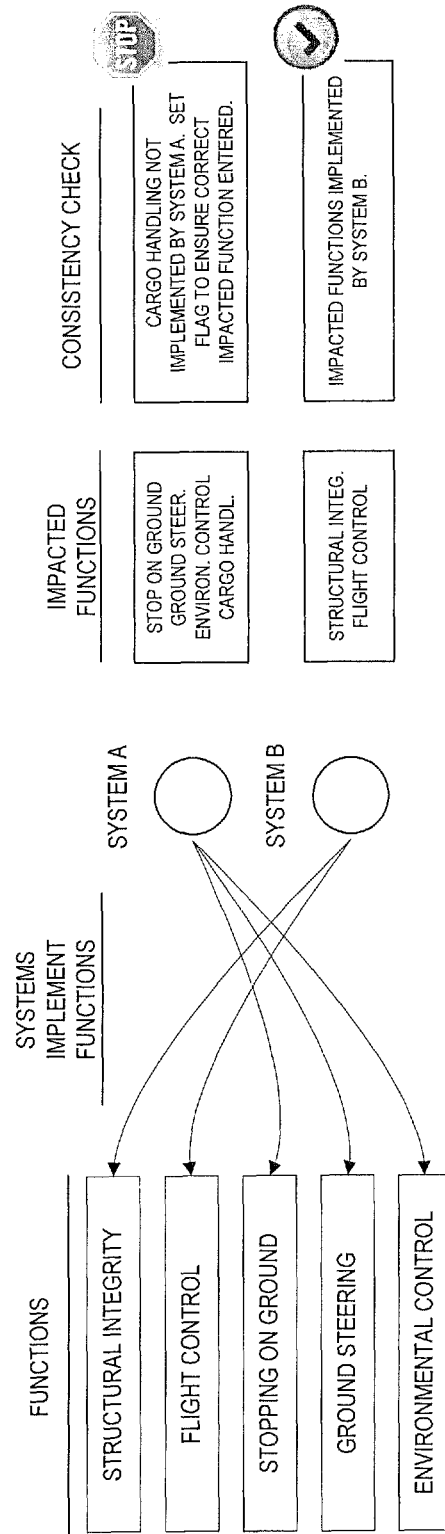 FUNCTIONS
STRUCTURAL INTEGRITY
FLIGHT CONTROL
STOPPING ON GROUND
GROUND STEERING
ENVIRONMENTAL CONTROL
SYSTEMS
IMPLEMENT
FUNCTIONS
SYSTEM A
SYSTEM B
IMPACTED
FUNCTIONS
STOP ON GROUND
GROUND STEER.
ENVIRON. CONTROL
CARGO HANDL.
STRUCTURAL INTEG.
FLIGHT CONTROL
CONSISTENCY CHECK
CARGO HANDLING NOT
IMPLEMENTED BY SYSTEM A. SET
FLAG TO ENSURE CORRECT
IMPACTED FUNCTION ENTERED.
STOP
IMPACTED FUNCTIONS IMPLEMENTED
BY SYSTEM B.